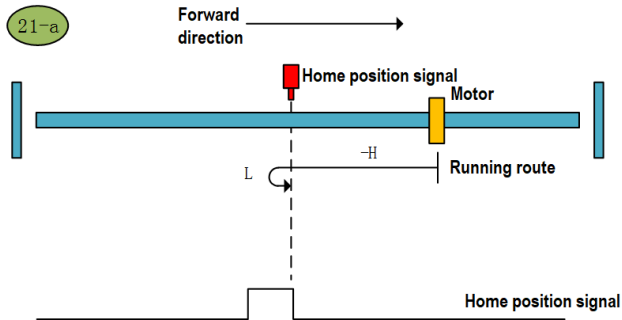 21-a
Forward
direction
Home position signal
Motor
-H
L
Running route
Home position signal